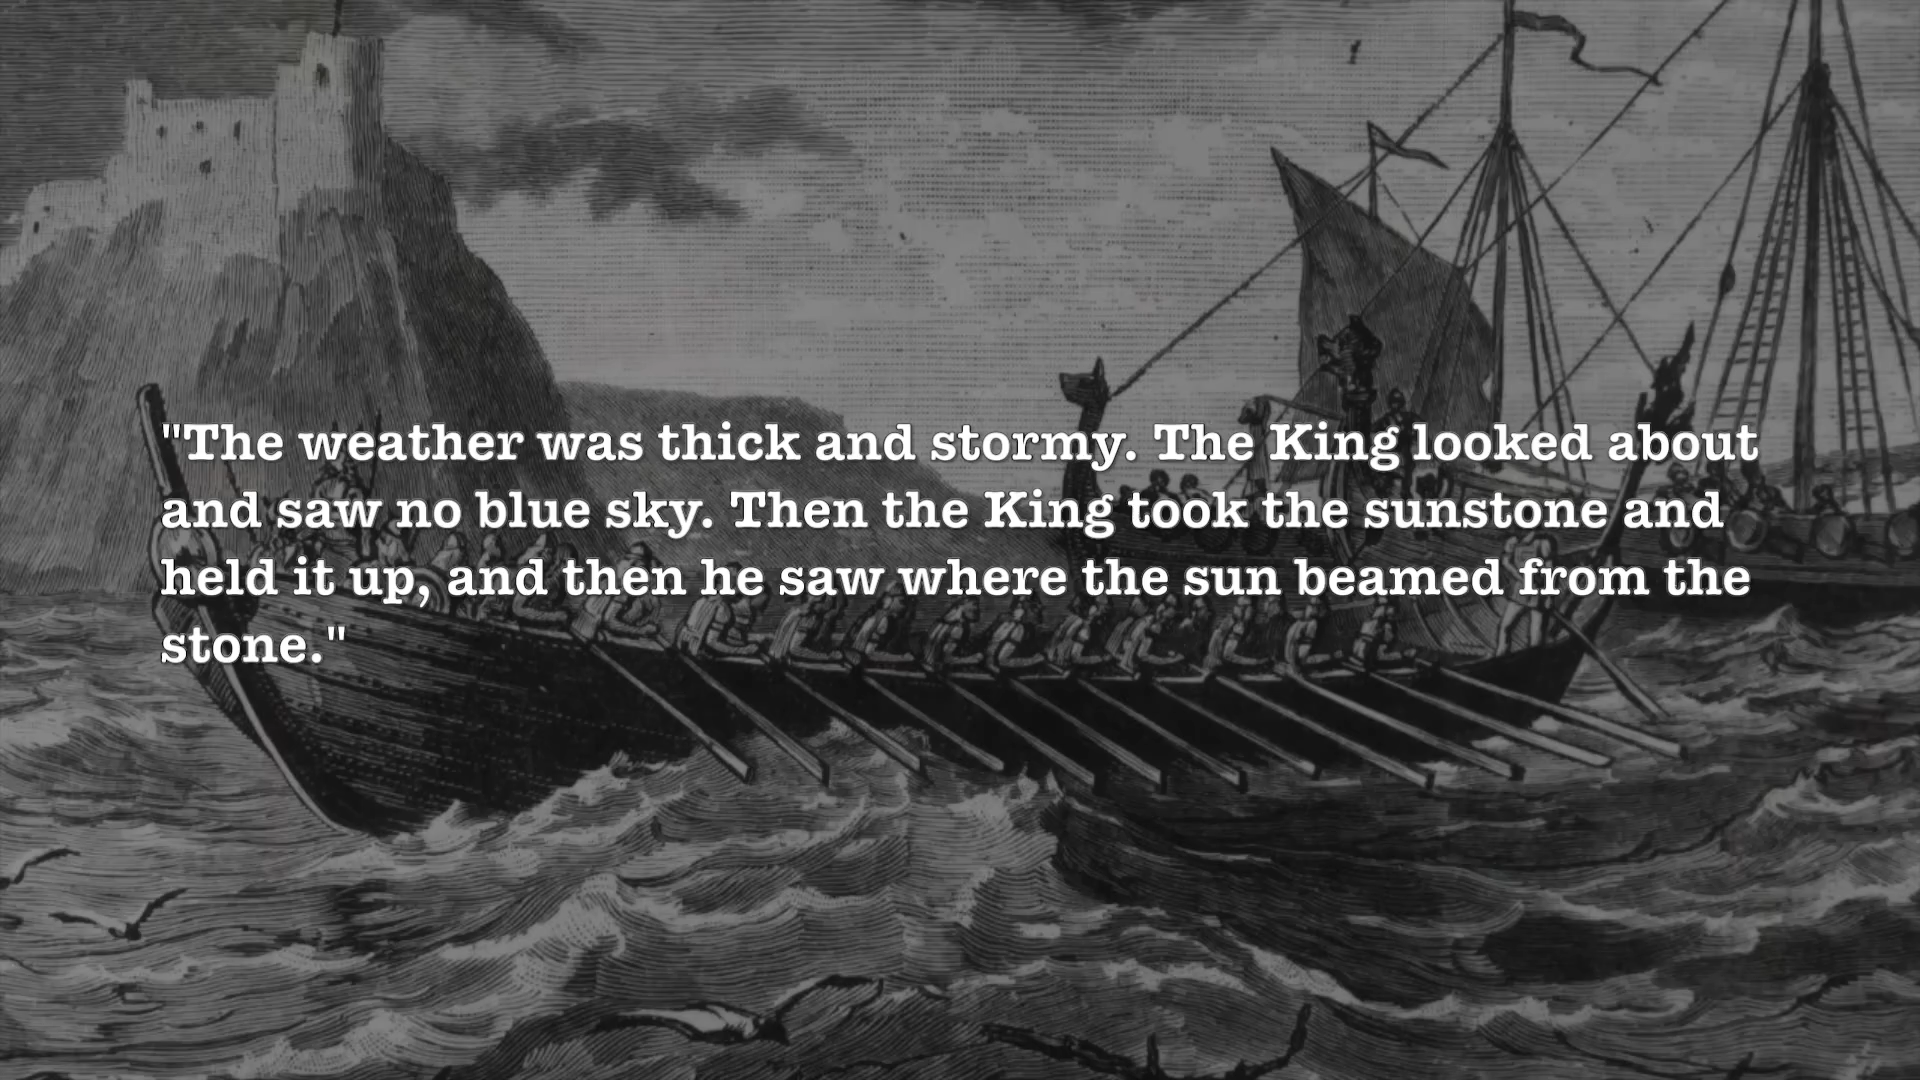 "The weather was thick and stormy. The King looked about
and saw no blue sky. Then the King took the sunstone and
held it up, and then he saw where the sun beamed from the
stone."